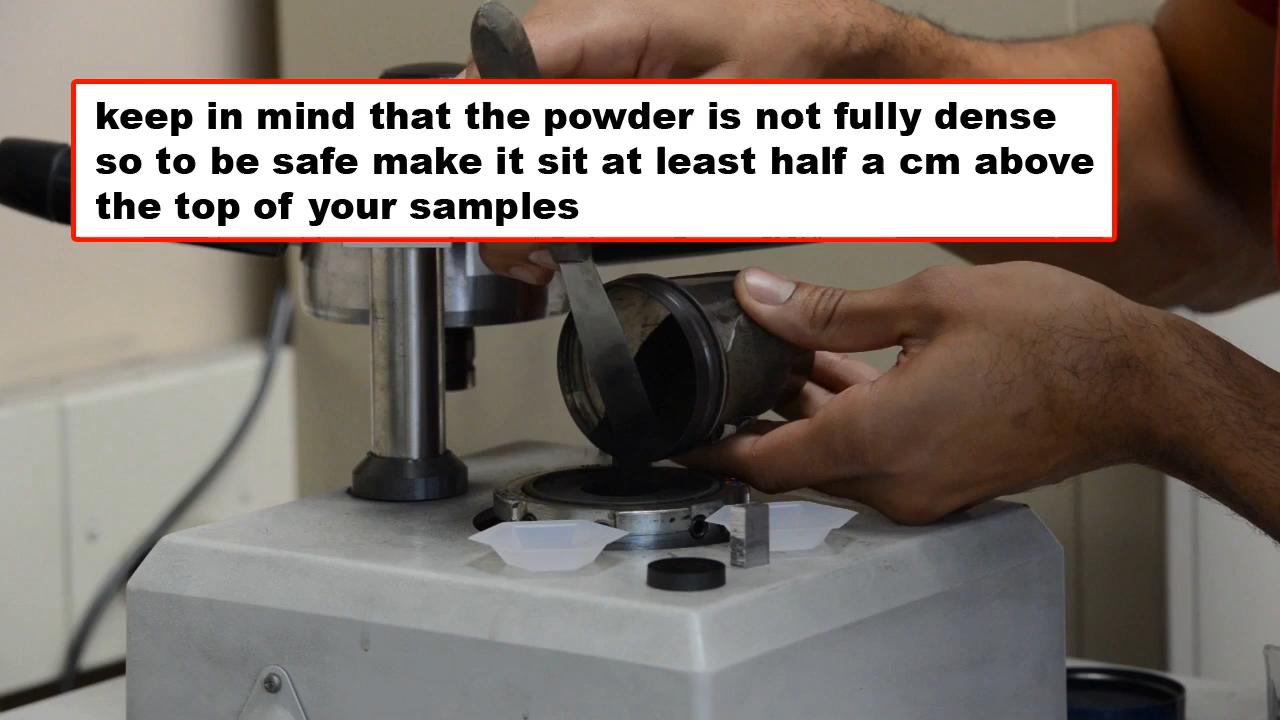 keep in mind that the powder is not fully dense
so to be safe make it sit at least half a cm above
the top of your samples